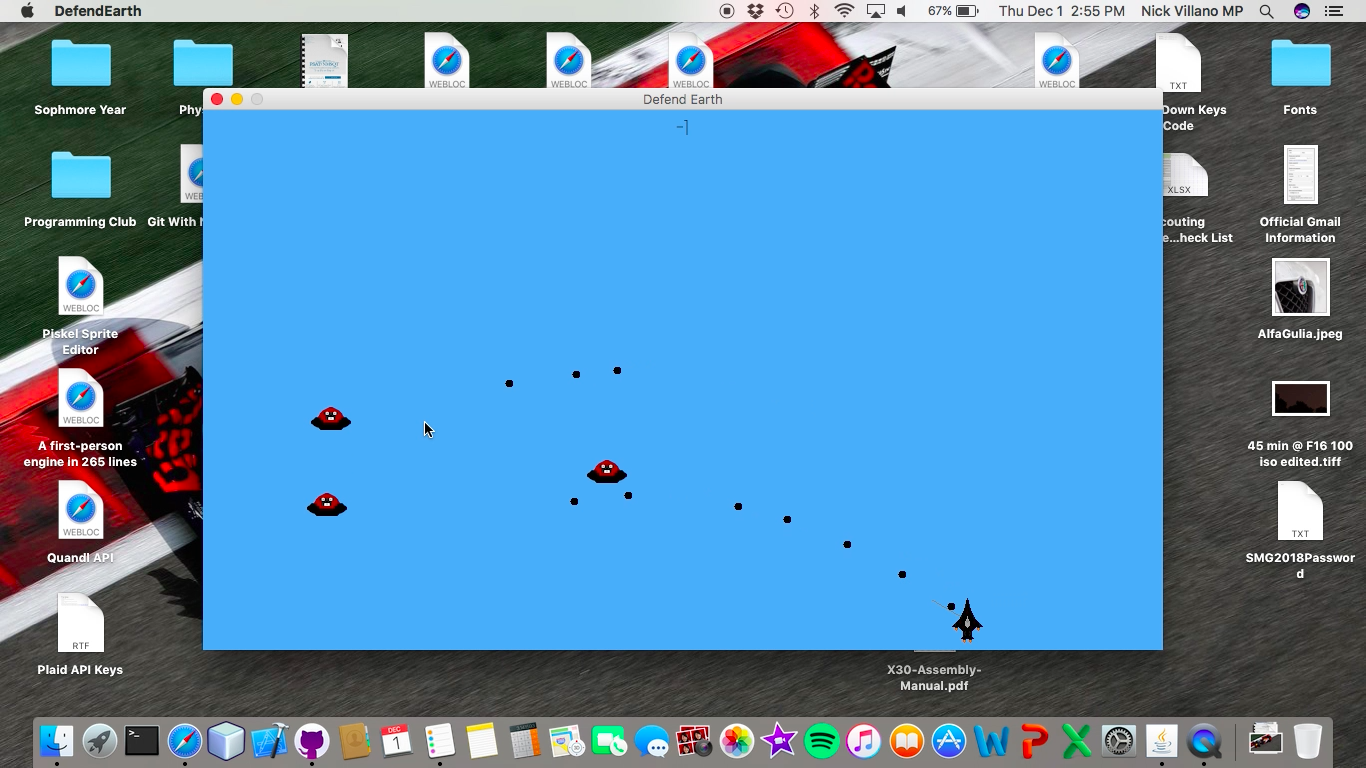 DefendEarth
67%
Thu Dec 1 2:55 PM
Nick Villano MP
Sophmore Year
Phy
WEBLOC
WEBLOC
WEBLOC
WEBLOC
TXT
Down Keys
Code
Fonts
Defend Earth
-1
Programming Club
Git With
WEB
XLSX
couting
e...heck List
Official Gmail
Information
WEBLOC
Piskel Sprite
Editor
AlfaGulia.jpeg
WEBLOC
A first-person
engine in 265 lines
45 min @ F16 100
iso edited.tiff
WEBLOC
Quandl API
TXT
SMG2018Passwor
d
RTF
Plaid API Keys
X30-Assembly-
Manual.pdf
DEC
1